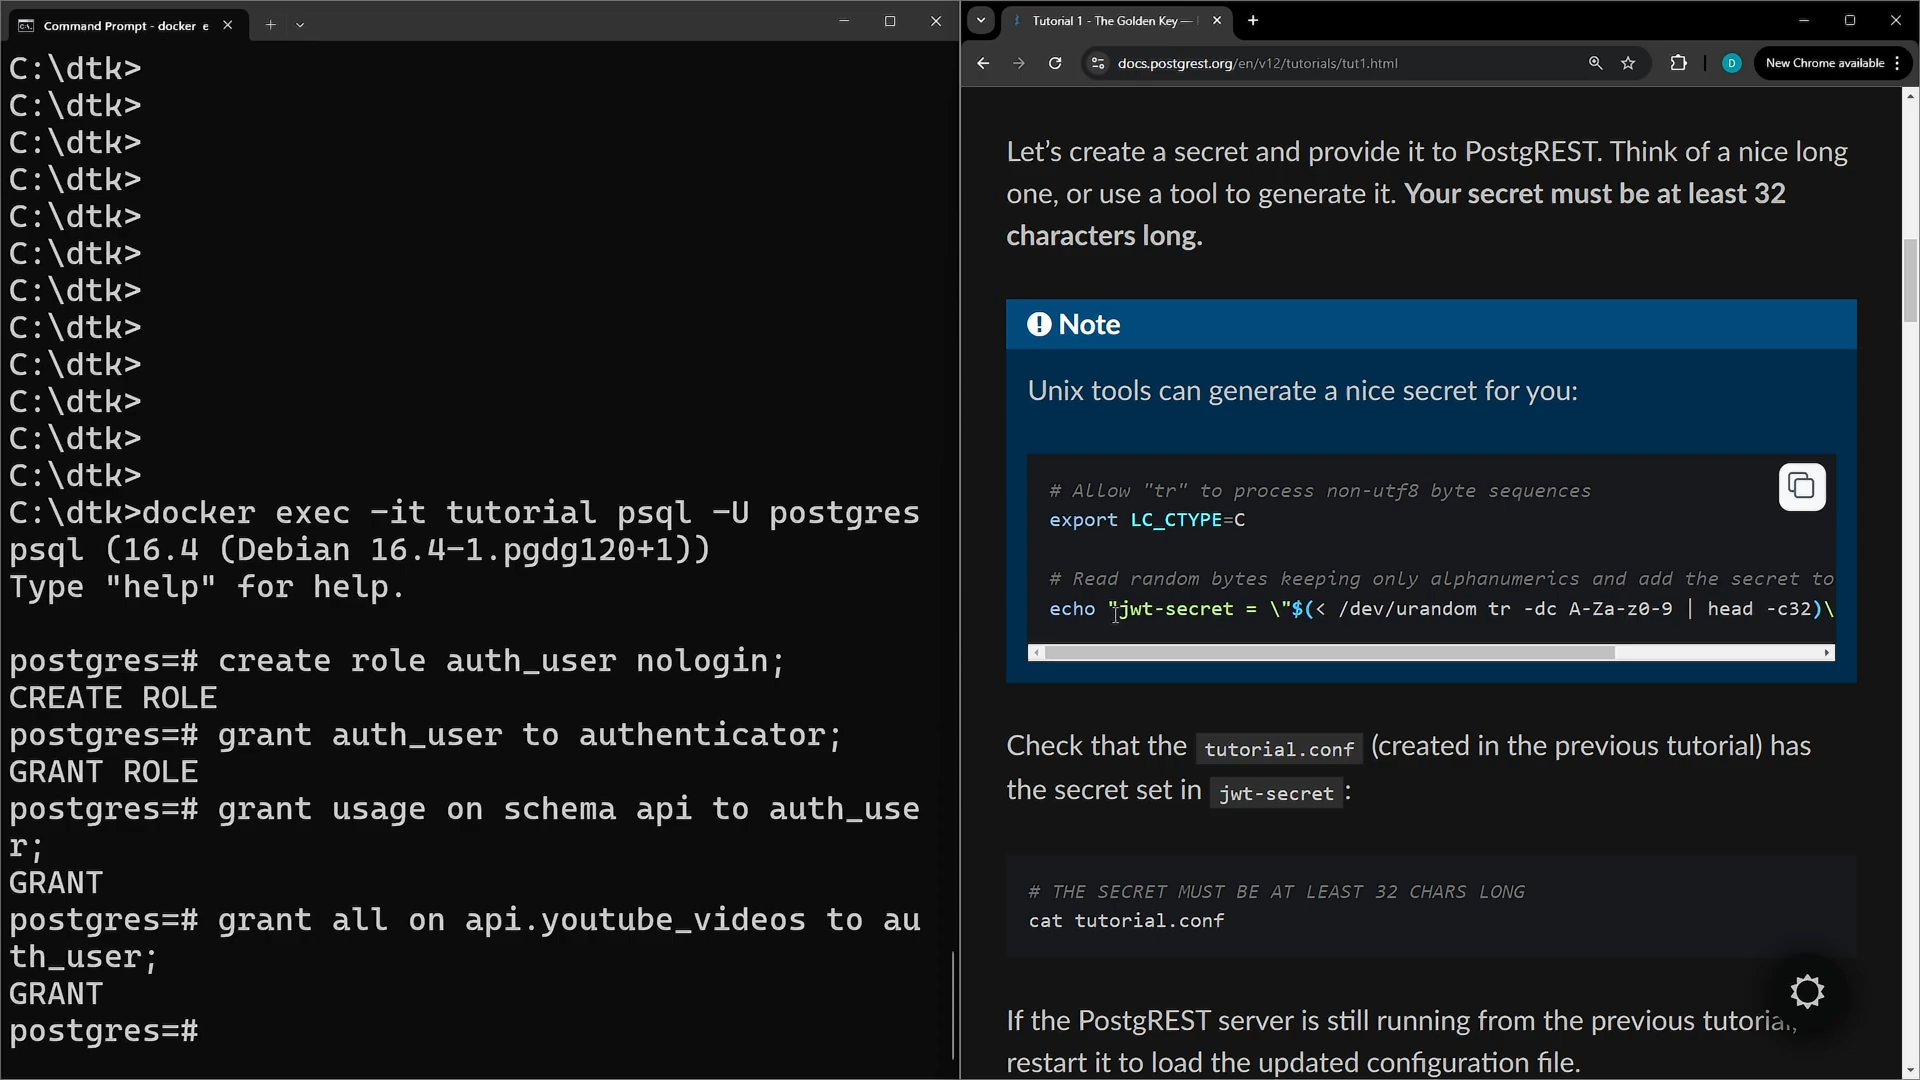 Command Prompt - docker e
C:\dtk>
C:\dtk>
C:\dtk>
C:\dtk>
C:\dtk>
C:\dtk>
C:\dtk>
C:\dtk>
C:\dtk>
C:\dtk>
C:\dtk>
C:\dtk>
C:\dtk>docker exec -it tutorial psql -U postgres
psql (16.4 (Debian 16.4-1.pgdg120+1))
Type "help" for help.
postgres=# create role auth_user nologin;
CREATE ROLE
postgres=# grant auth_user to authenticator;
GRANT ROLE
postgres=# grant usage on schema api to auth_use
r;
GRANT
postgres=# grant all on api.youtube_videos to au
th_user;
GRANT
postgres=#
Tutorial 1 - The Golden Key —
docs.postgrest.org/en/v12/tutorials/tut1.html
D
New Chrome available
Let's create a secret and provide it to PostgREST. Think of a nice long
one, or use a tool to generate it. Your secret must be at least 32
characters long.
Note
Unix tools can generate a nice secret for you:
# Allow "tr" to process non-utf8 byte sequences
export LC_CTYPE=C
# Read random bytes keeping only alphanumerics and add the secret to
echo "jwt-secret = \"$(< /dev/urandom tr -dc A-Za-z0-9 | head -c32)\
Check that the tutorial.conf (created in the previous tutorial) has
the secret set in jwt-secret :
# THE SECRET MUST BE AT LEAST 32 CHARS LONG
cat tutorial.conf
If the PostgREST server is still running from the previous tutorial,
restart it to load the updated configuration file.